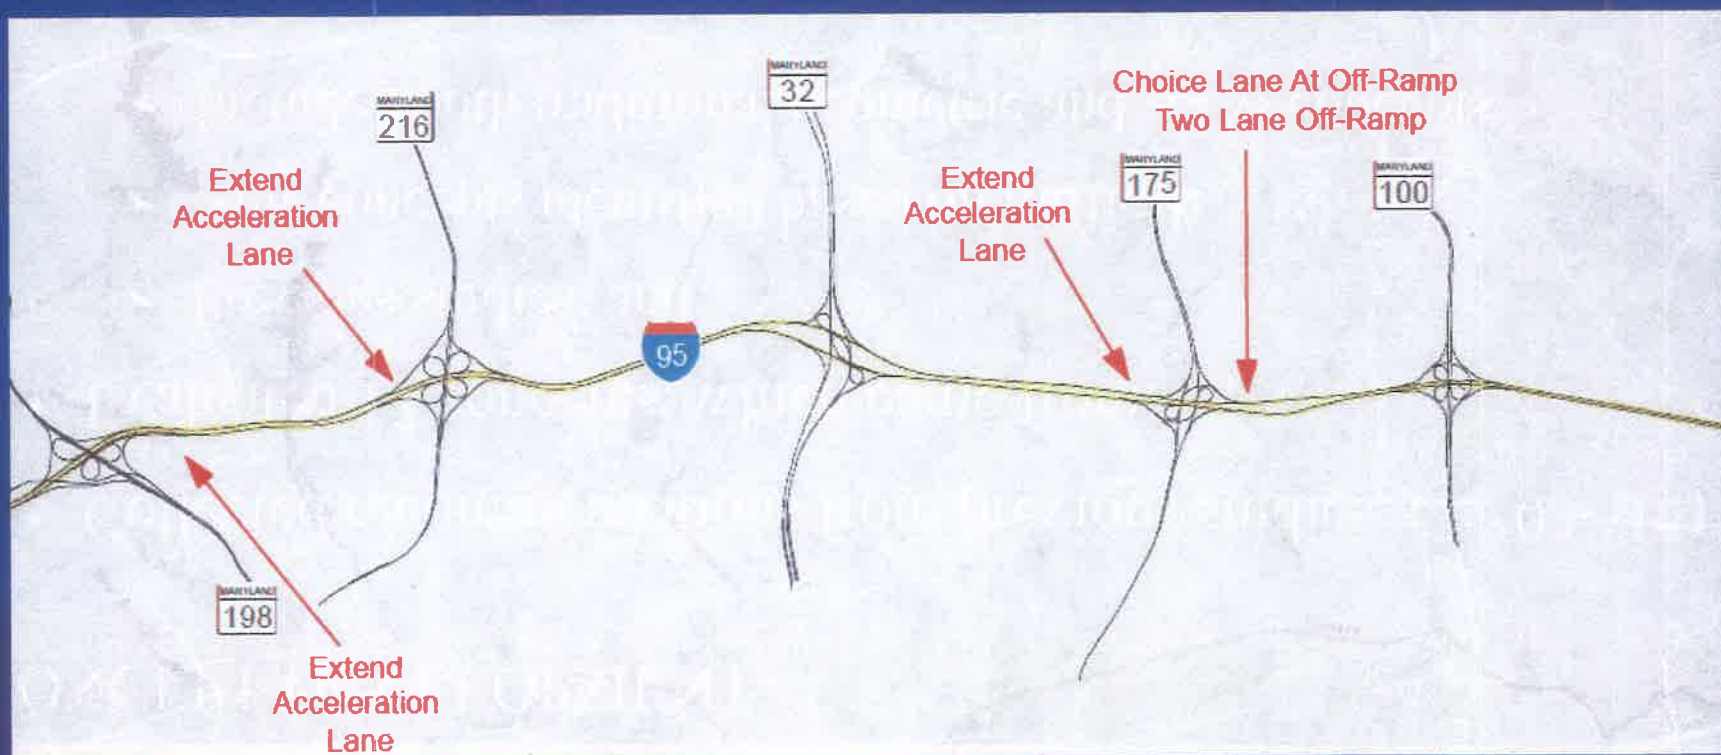 MARYLAND
216
MARYLAND
32
Choice Lane At Off-Ramp
Two Lane Off-Ramp
Extend
Acceleration
Lane
Extend
Acceleration
Lane
MARYLAND
175
MARYLAND
100
95
MARYLAND
198
Extend
Acceleration
Lane